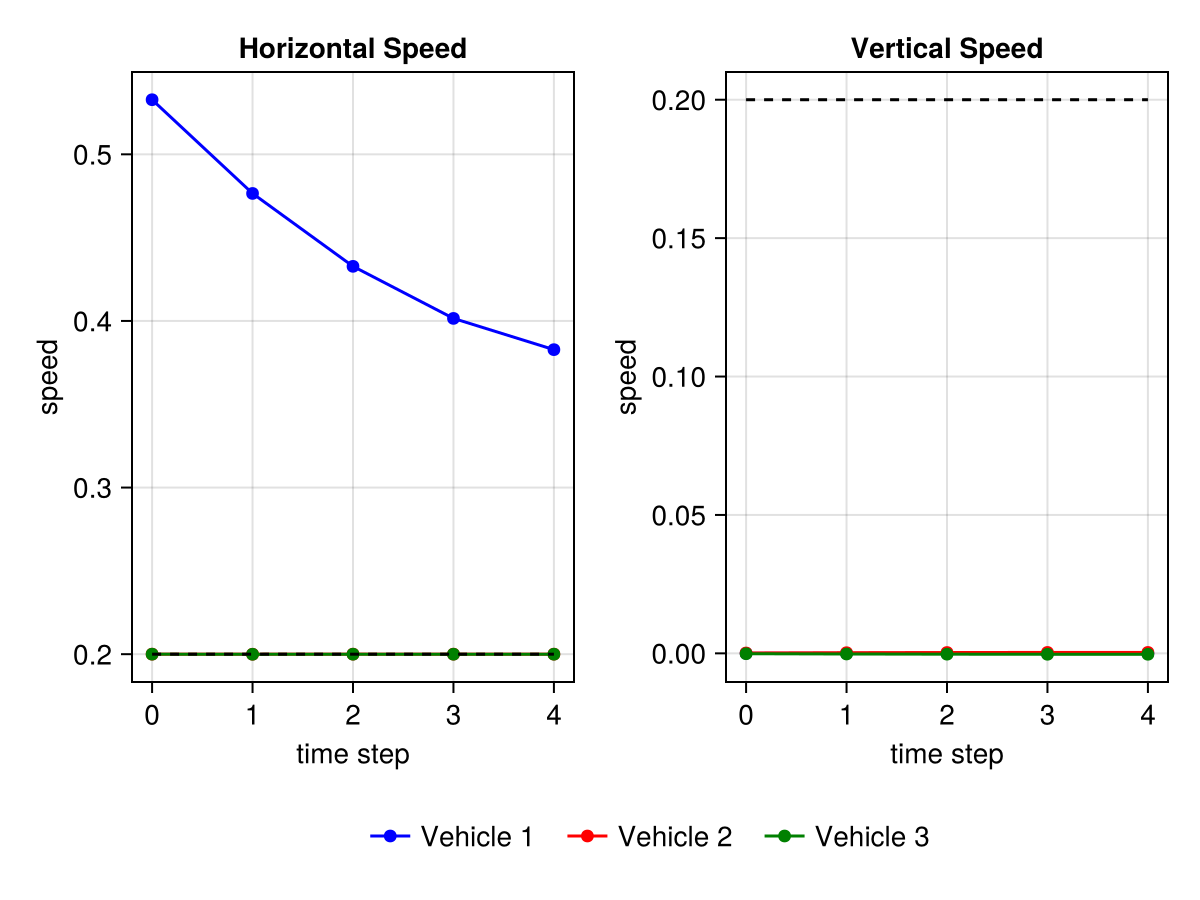 Horizontal Speed
0.5
0.4
0.3
0.2
speed
0 1 2 3 4
time step
Vertical Speed
0.20
0.15
0.10
0.05
0.00
speed
0 1 2 3 4
time step
Vehicle 1 Vehicle 2 Vehicle 3